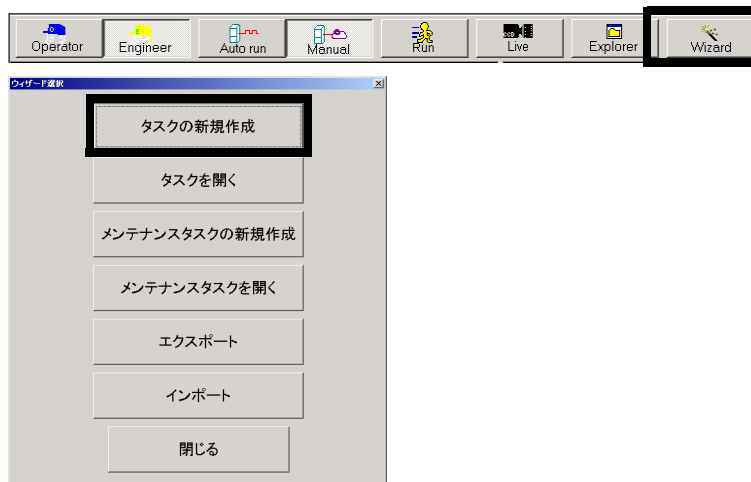 Operator Engineer Auto run Manual Run Live Explorer Wizard
ウィザード選択
タスクの新規作成
タスクを開く
メンテナンスタスクの新規作成
メンテナンスタスクを開く
エクスポート
インポート
閉じる